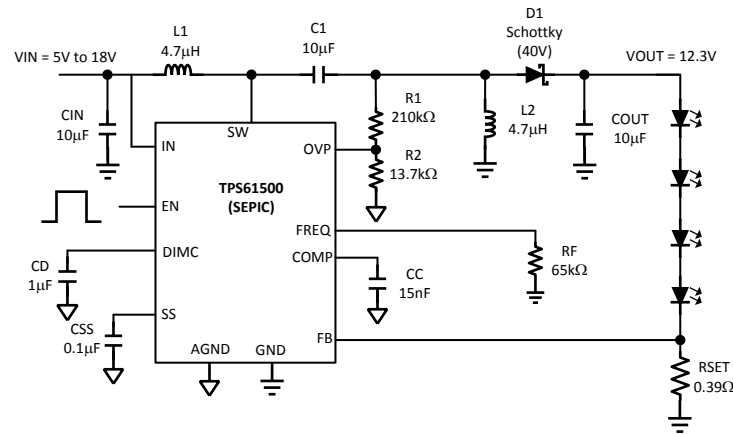 VIN = 5V to 18V
L1
4.7µH
C1
10µF
D1
Schottky
(40V)
VOUT = 12.3V
CIN
10µF
SW
IN
R1
210kΩ
OVP
R2
13.7kΩ
L2
4.7µH
COUT
10µF
TPS61500
(SEPIC)
EN
FREQ
DIMC
COMP
RF
65kΩ
CD
1µF
CC
15nF
SS
CSS
0.1µF
FB
AGND
GND
RSET
0.39Ω